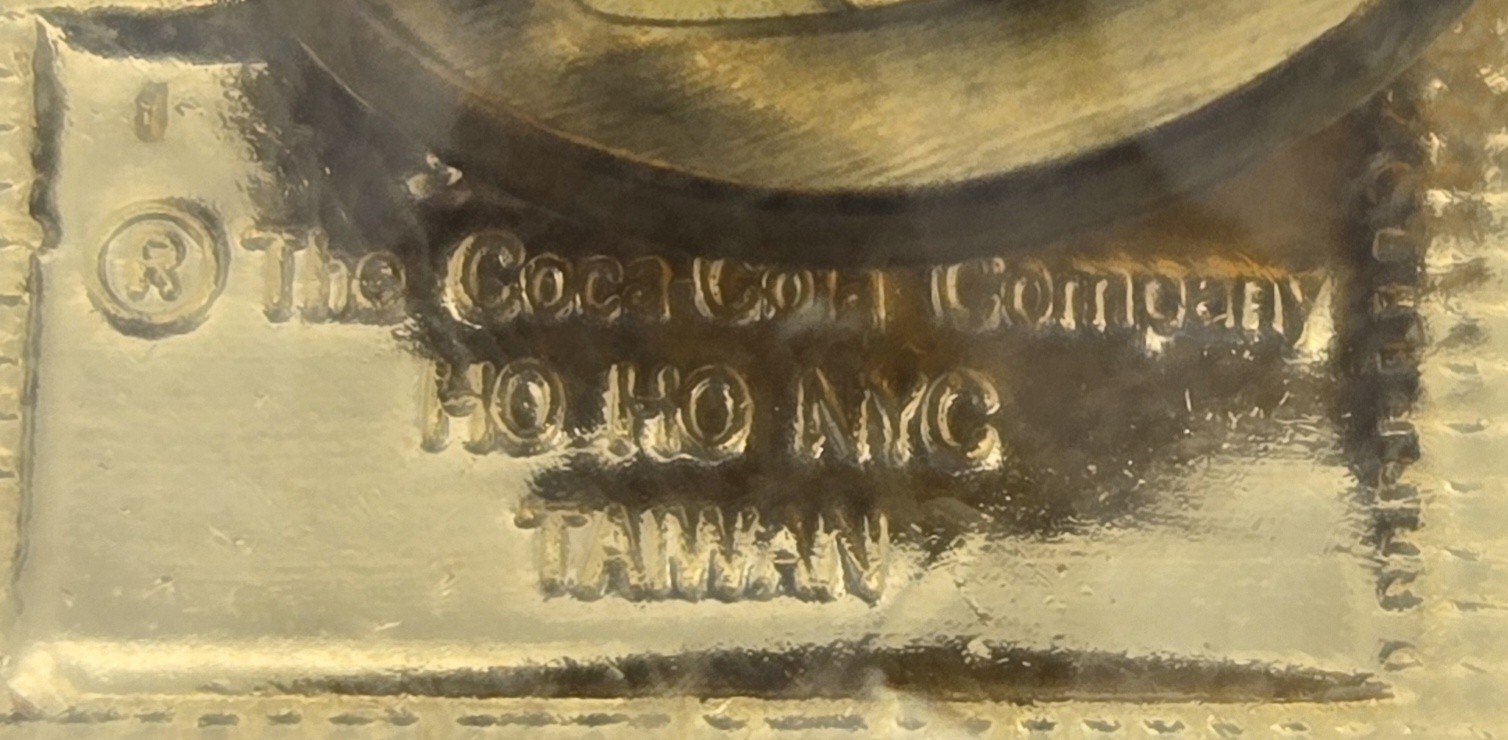 ® The Coca-Cola Company
HO HO NYC
TAIWAN